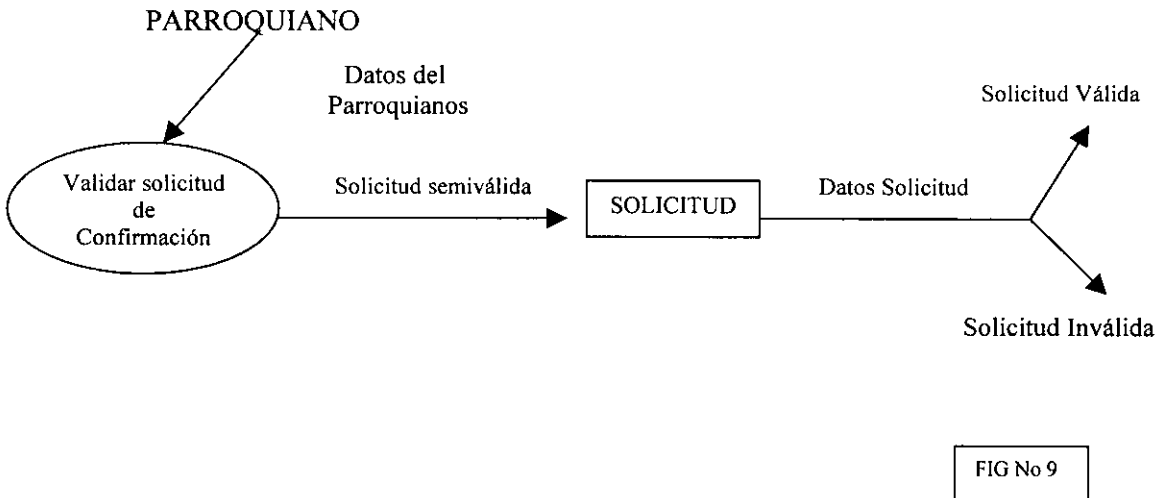 PARROQUIANO
Datos del
Parroquianos
Solicitud Válida
Validar solicitud
de
Confirmación
Solicitud semiválida
SOLICITUD
Datos Solicitud
Solicitud Inválida
FIG No 9